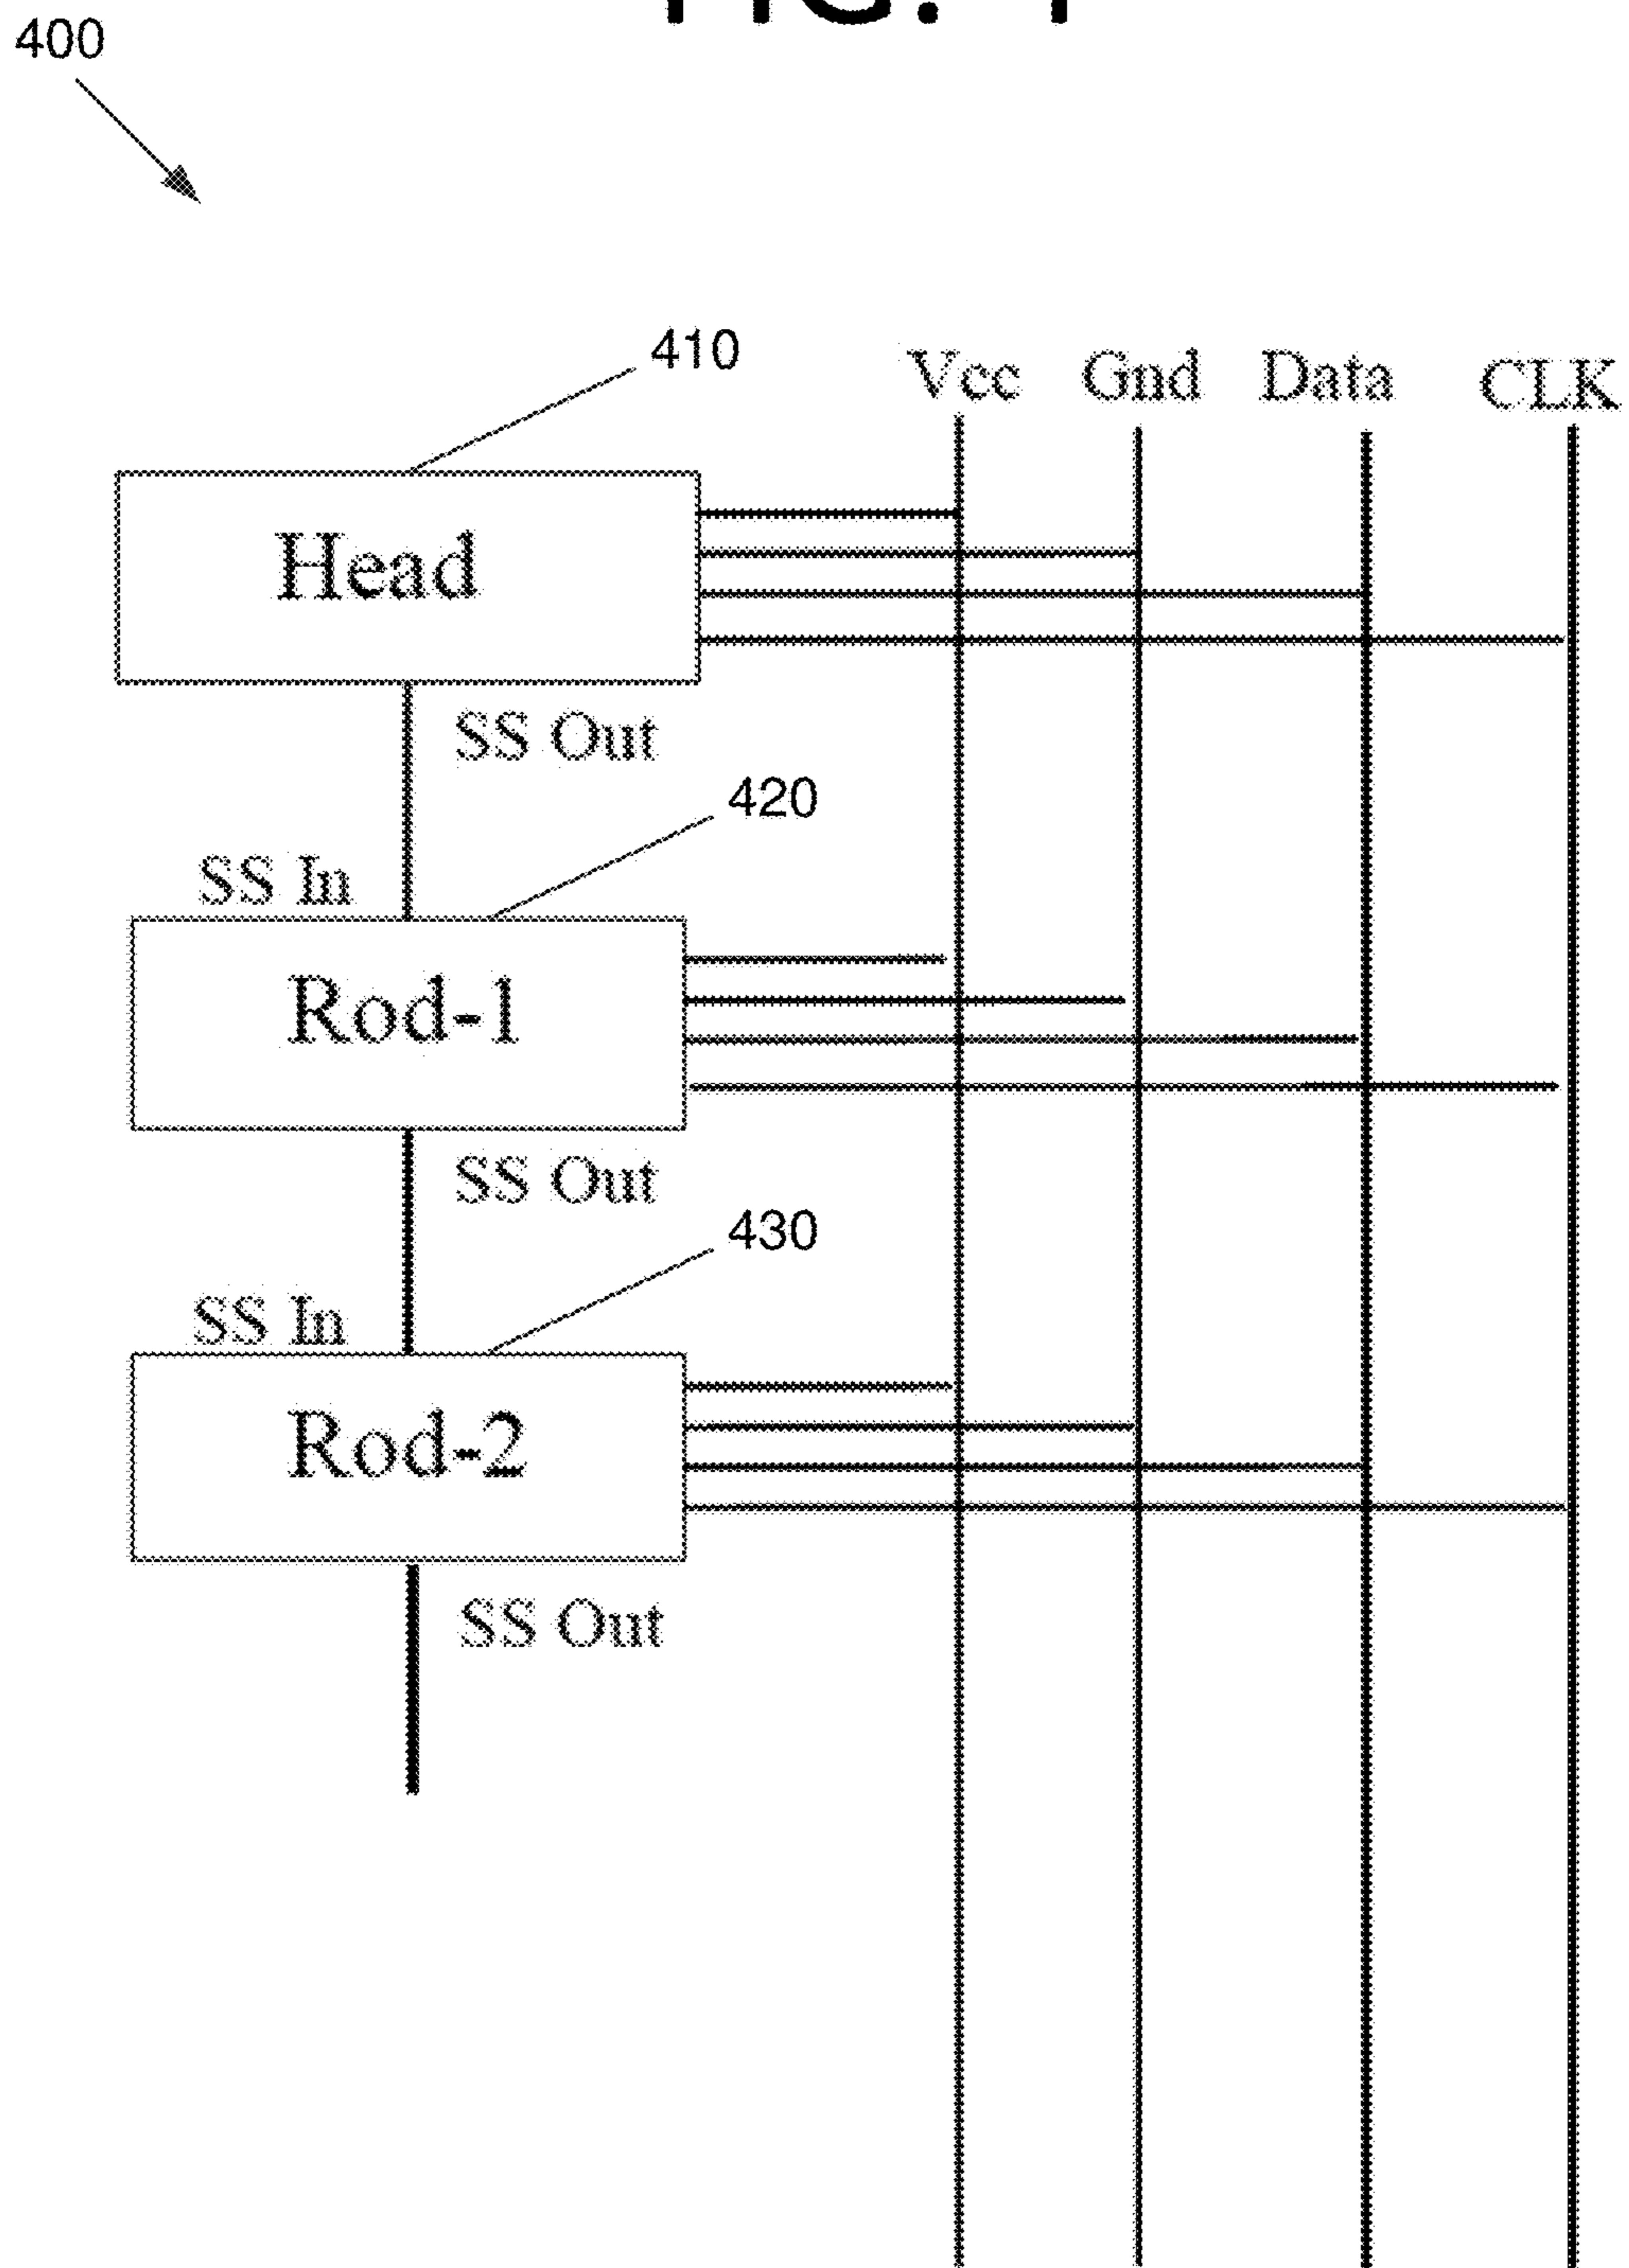 400
410
Vcc Gnd Data CLK
Head
SS Out
420
SS In
Rod-1
SS Out
430
SS In
Rod-2
SS Out